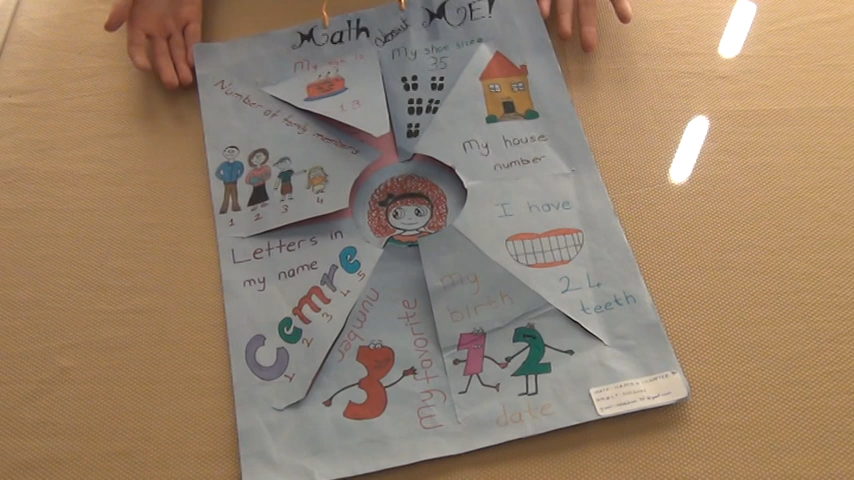 Math about ME!
My age is
13
My shoe size
35
My house
number
I have
24
teeth
my
birth
12
date
My favorite
number
3
Letters in
my name
Cemre
1 2 3 4 5
Number of family members
1 2 3 4